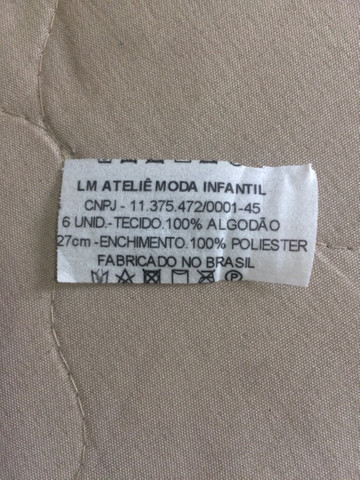 LM ATELIÊ MODA INFANTIL
CNPJ - 11.375.472/0001-45
6 UNID.-TECIDO.100% ALGODÃO
27cm -ENCHIMENTO.100% POLIESTER
FABRICADO NO BRASIL